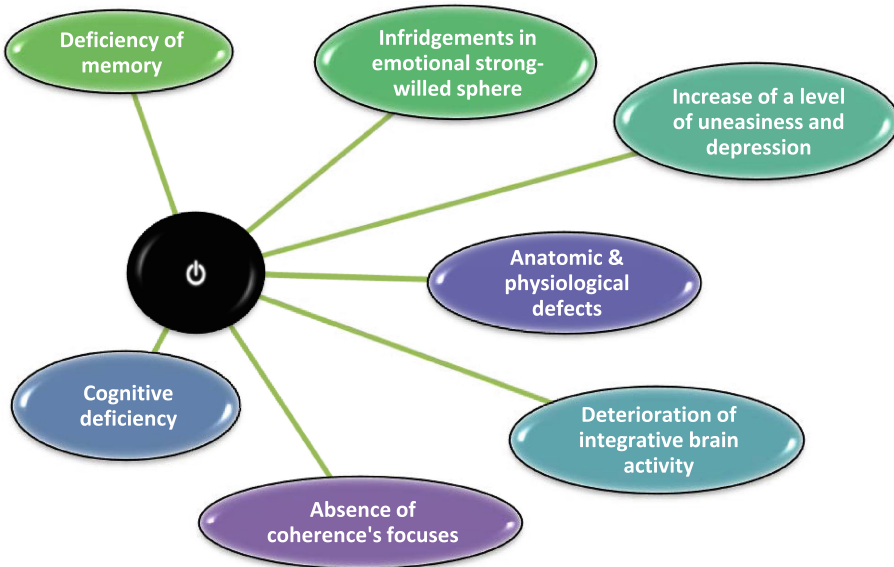 Deficiency of
memory
Infridgements in
emotional strong-
willed sphere
Increase of a level
of uneasiness and
depression
Anatomic &
physiological
defects
Cognitive
deficiency
Deterioration of
integrative brain
activity
Absence of
coherence's focuses